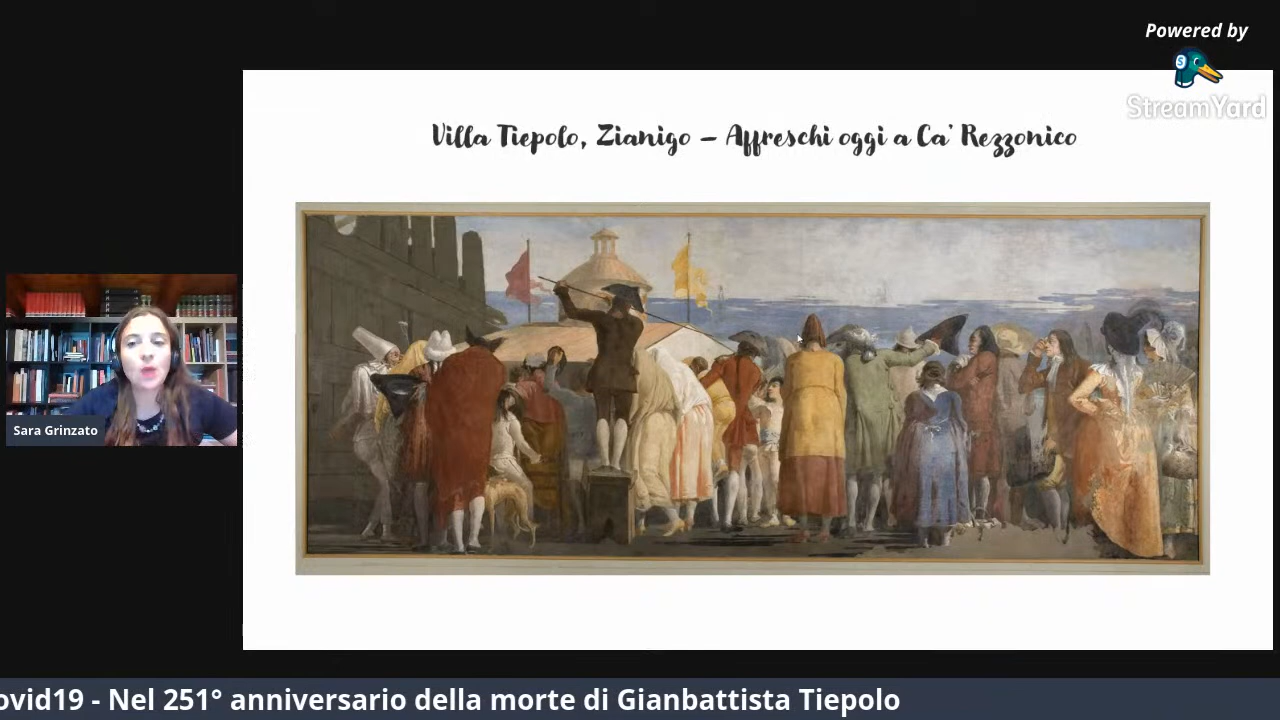 Powered by
StreamYard
Villa Tiepolo, Zianigo – Affreschi oggi a Ca' Rezzonico
Sara Grinzato
ovid19 - Nel 251° anniversario della morte di Gianbattista Tiepolo